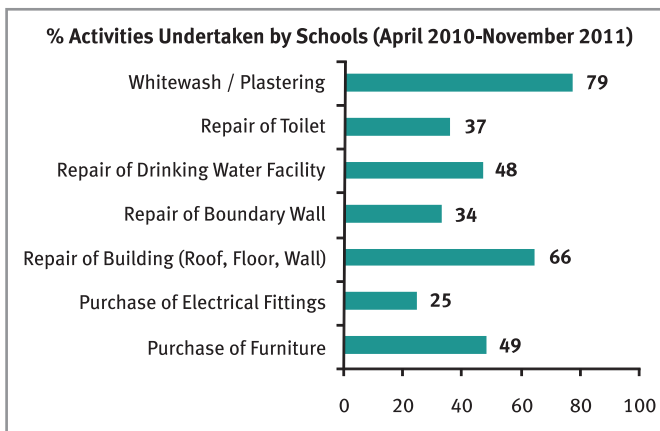 % Activities Undertaken by Schools (April 2010-November 2011)
Whitewash / Plastering 79
Repair of Toilet 37
Repair of Drinking Water Facility 48
Repair of Boundary Wall 34
Repair of Building (Roof, Floor, Wall) 66
Purchase of Electrical Fittings 25
Purchase of Furniture 49
0 20 40 60 80 100